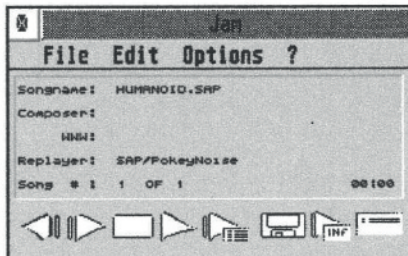 Jam
File Edit Options ?
Songname: HUMANOID.SAP
Composer:
WWW:
Replayer: SAP/PokeyNoise
Song # : 1 OF 1 00:00
INF